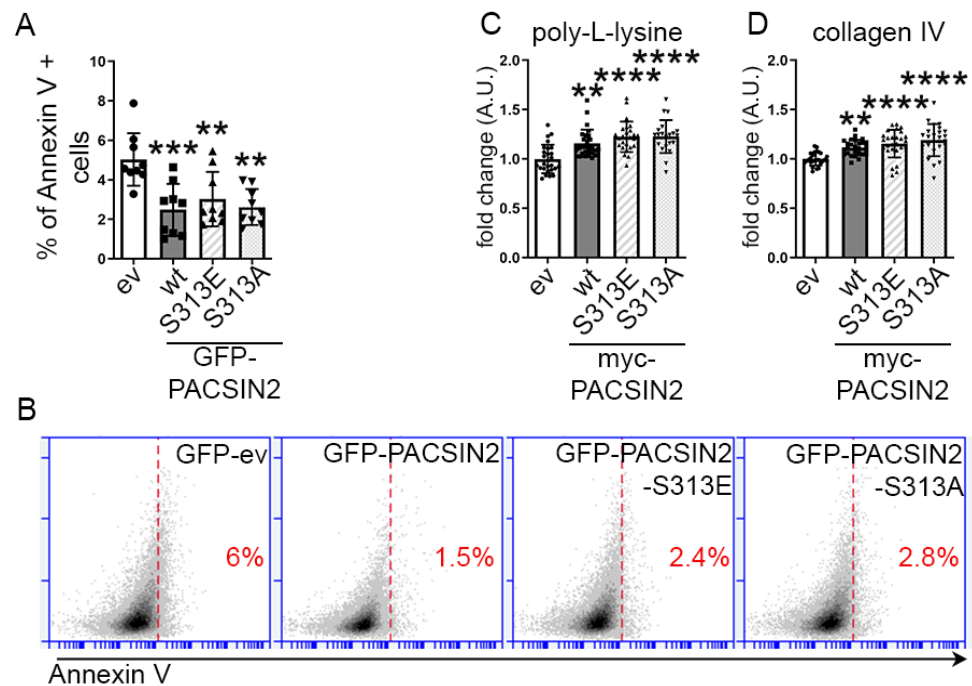 A
% of Annexin V +
cells
10
8
6
4
2
0
***
**
**
ev
wt
S313E
S313A
GFP-
PACSIN2
C
poly-L-lysine
fold change (A.U.)
2.0
1.5
1.0
0.5
0.0
**
****
****
ev
wt
S313E
S313A
myc-
PACSIN2
D
collagen IV
fold change (A.U.)
2.0
1.5
1.0
0.5
0.0
**
****
****
ev
wt
S313E
S313A
myc-
PACSIN2
B
GFP-ev
6%
GFP-PACSIN2
1.5%
GFP-PACSIN2
-S313E
2.4%
GFP-PACSIN2
-S313A
2.8%
Annexin V